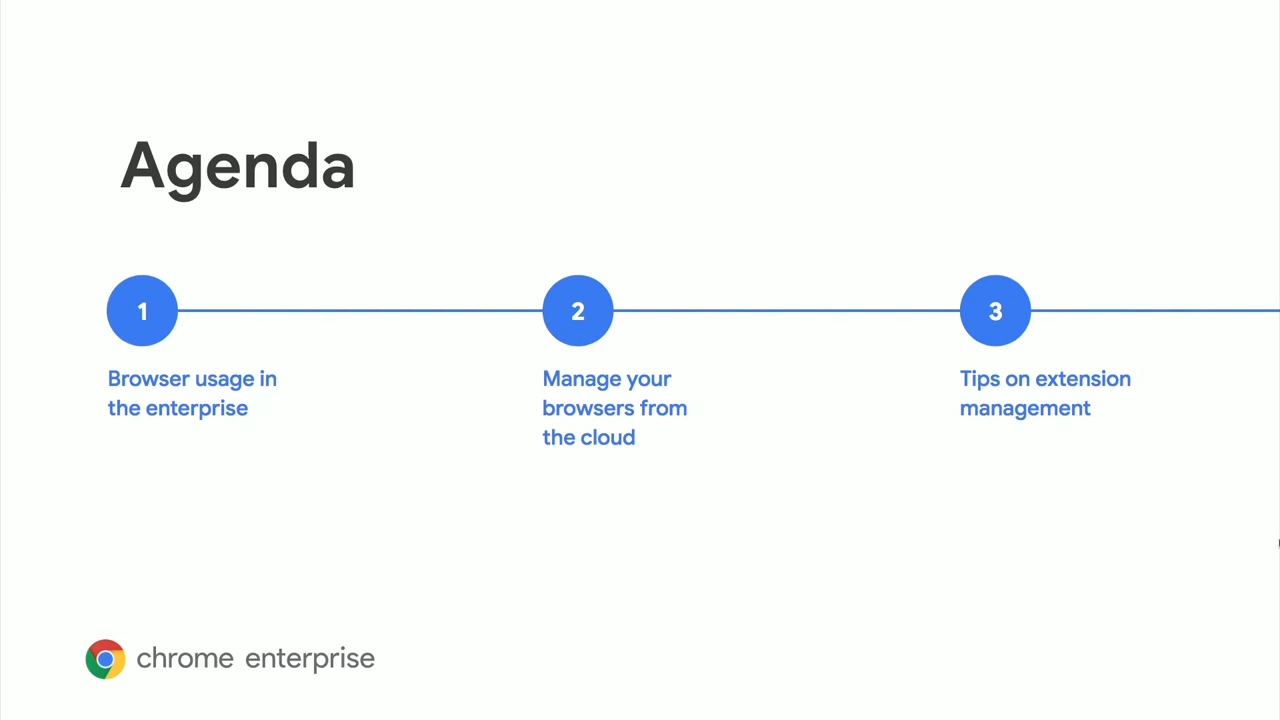 Agenda
1
Browser usage in
the enterprise
2
Manage your
browsers from
the cloud
3
Tips on extension
management
chrome enterprise